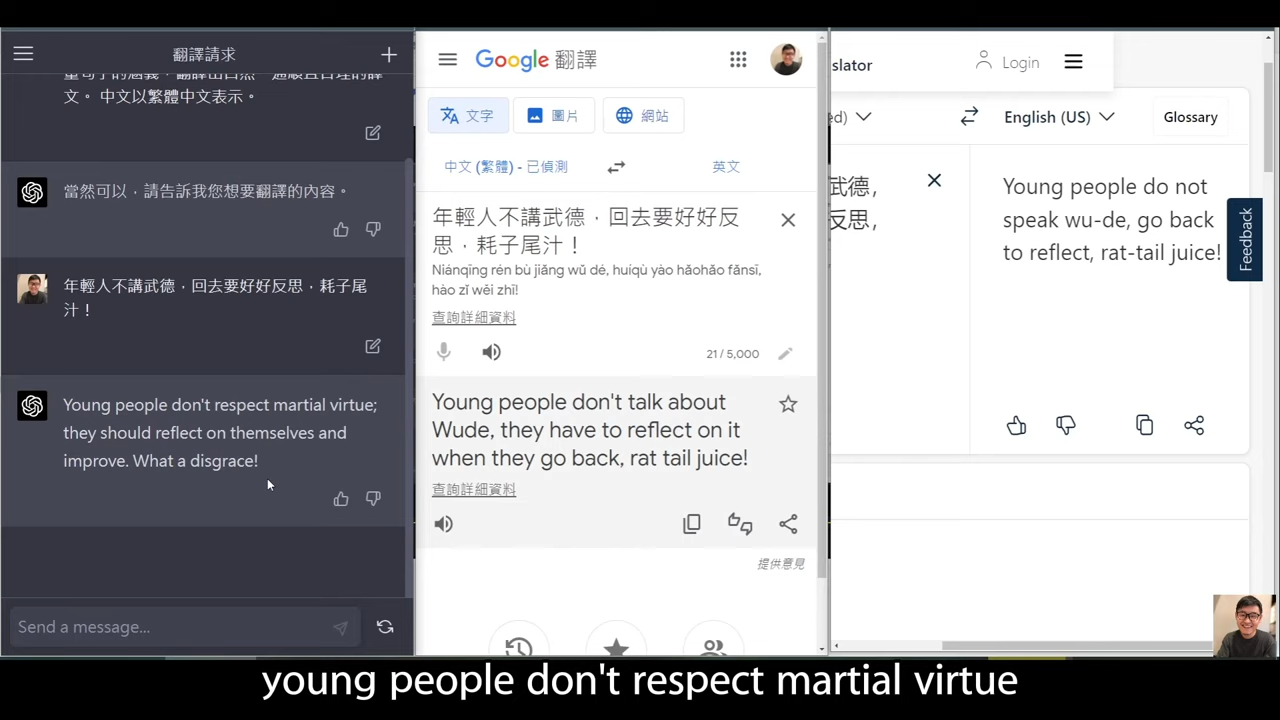 翻譯請求
文。 中文以繁體中文表示。
當然可以，請告訴我您想要翻譯的內容。
年輕人不講武德，回去要好好反思，耗子尾
汁！
Young people don't respect martial virtue;
they should reflect on themselves and
improve. What a disgrace!
Send a message...
Google 翻譯
文字
圖片
網站
中文 (繁體) - 已偵測
英文
年輕人不講武德，回去要好好反
思，耗子尾汁！
Niánqīng rén bù jiǎng wǔ dé, huíqù yào hǎohǎo fǎnsī,
hào zǐ wěi zhī!
查詢詳細資料
21 / 5,000
Young people don't talk about
Wude, they have to reflect on it
when they go back, rat tail juice!
查詢詳細資料
提供意見
slator
Login
ed)
English (US)
Glossary
武德，
反思，
Young people do not
speak wu-de, go back
to reflect, rat-tail juice!
Feedback
young people don't respect martial virtue